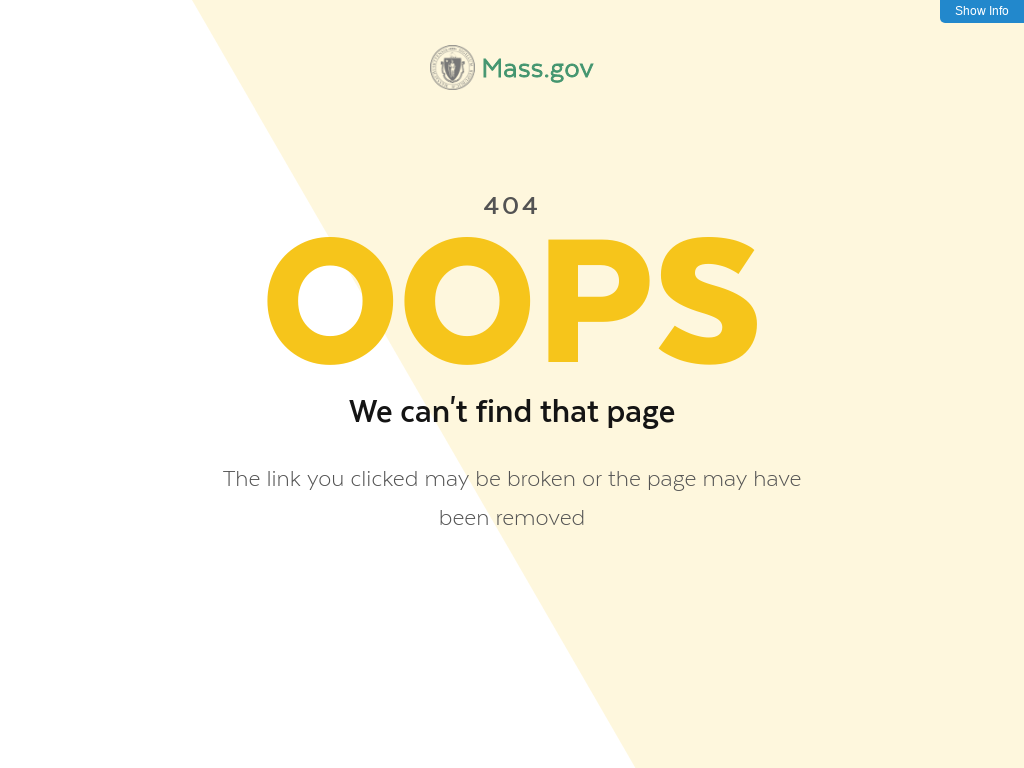 Show Info
Mass.gov
404
OOPS
We can't find that page
The link you clicked may be broken or the page may have
been removed